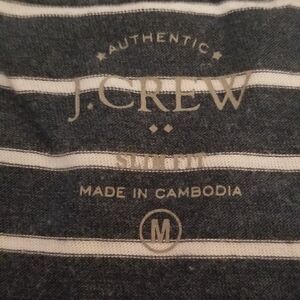 AUTHENTIC
J.CREW
SLIM FIT
MADE IN CAMBODIA
M